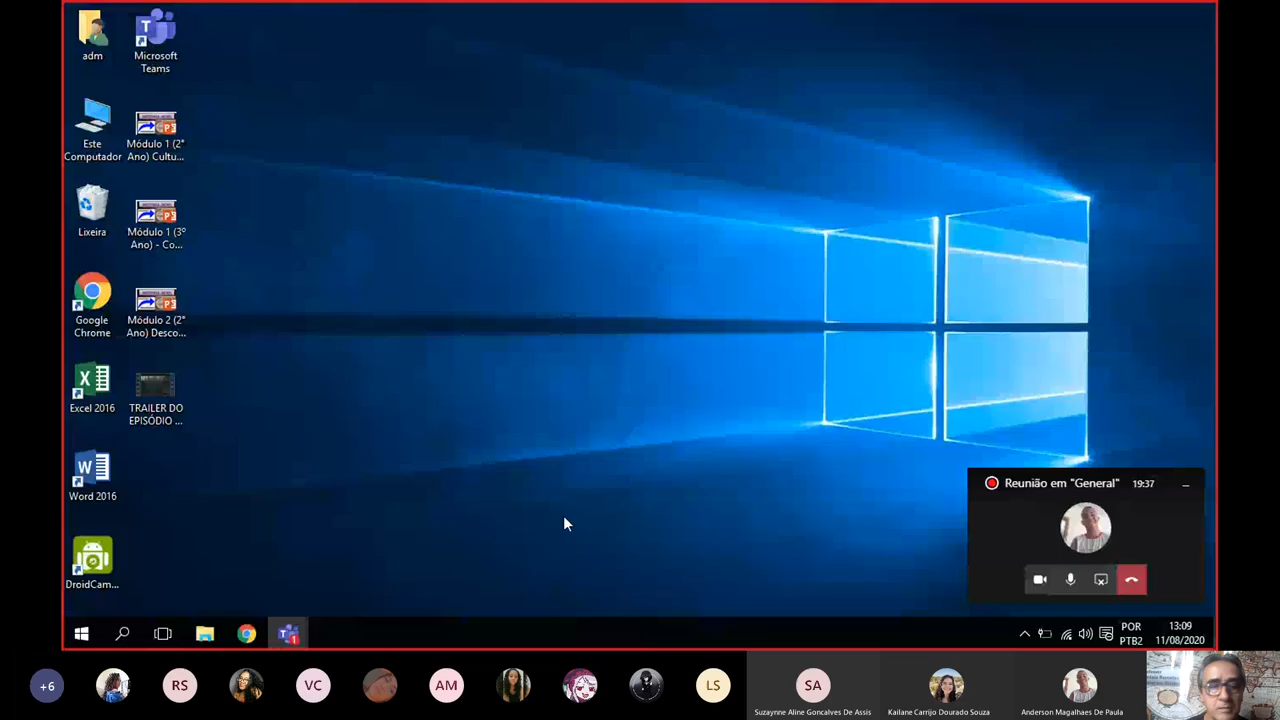 adm
Microsoft
Teams
Este
Computador
Módulo 1 (2°
Ano) Cultu...
Lixeira
Módulo 1 (3°
Ano) - Co...
Google
Chrome
Módulo 2 (2°
Ano) Desco...
Excel 2016
TRAILER DO
EPISÓDIO ...
Word 2016
DroidCam...
Reunião em "General"
19:37
POR
PTB2
13:09
11/08/2020
+6
RS
VC
AM
LS
SA
Suzaynne Aline Goncalves De Assis
Kailane Carrijo Dourado Souza
Anderson Magalhaes De Paula